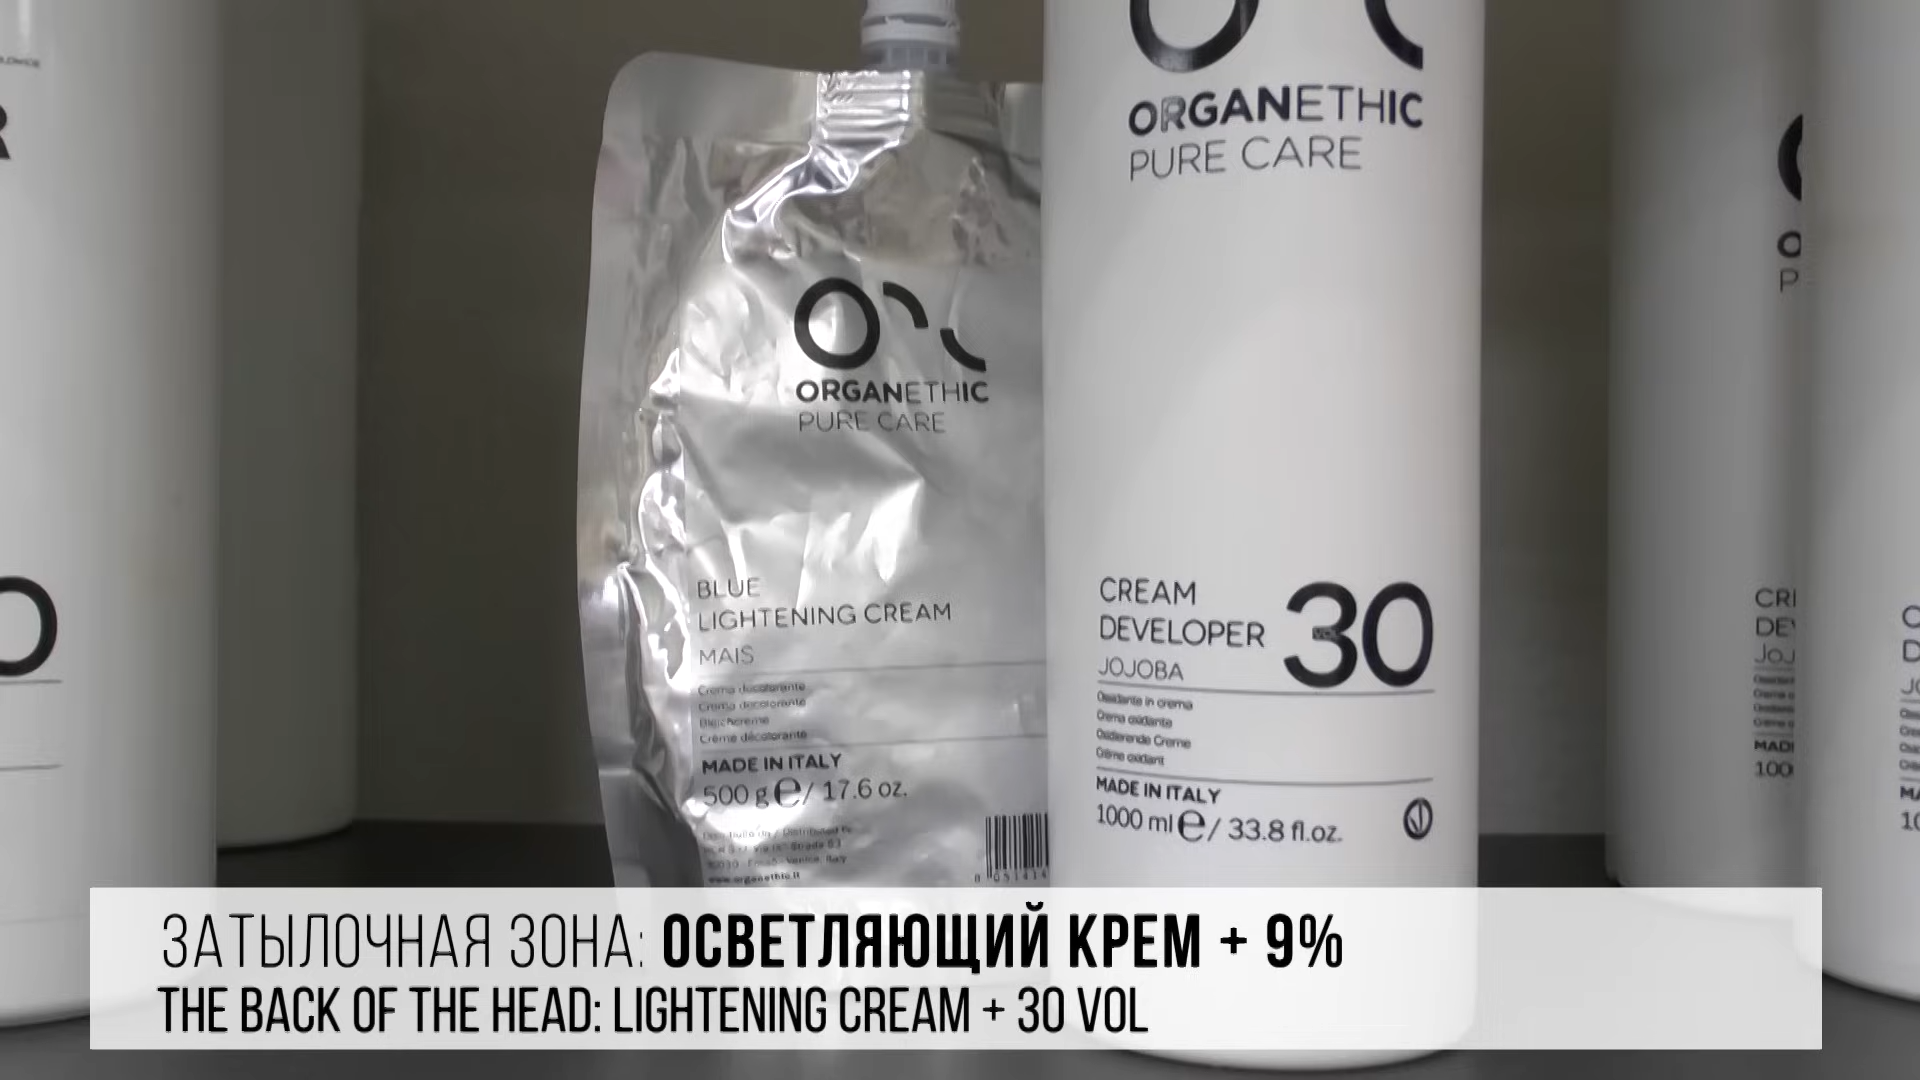 ORGANETHIC
PURE CARE
ORGANETHIC
PURE CARE
BLUE
LIGHTENING CREAM
MAIS
Crema decolorante
Crema decolorante
Bleichcreme
Crème décolorante
MADE IN ITALY
500 g e / 17.6 oz.
www.organethic.it
CREAM
DEVELOPER
30
VOL
JOJOBA
Ossidante in crema
Crema oxidante
Oxidierende Creme
Crème oxidant
MADE IN ITALY
1000 ml e / 33.8 fl.oz.
ЗАТЫЛОЧНАЯ ЗОНА: ОСВЕТЛЯЮЩИЙ КРЕМ + 9%
THE BACK OF THE HEAD: LIGHTENING CREAM + 30 VOL